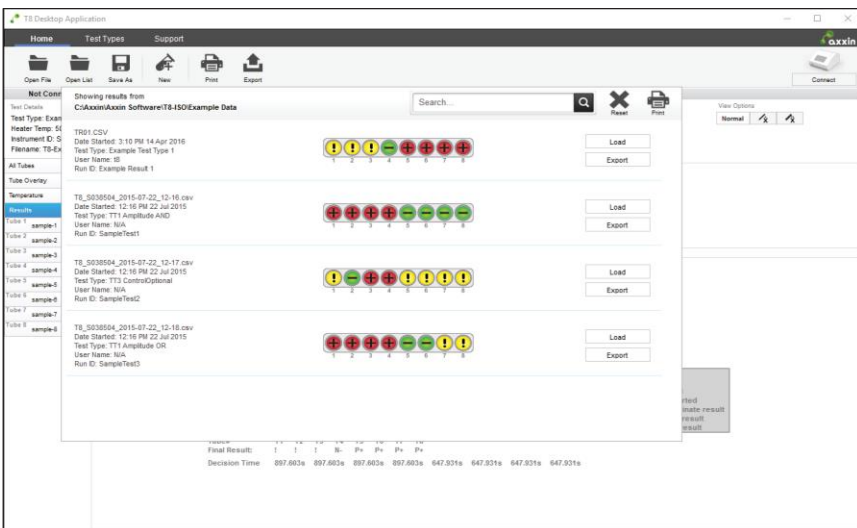 T8 Desktop Application
Home Test Types Support
axxin
Open File Open List Save As New Print Export Connect
Not Conn
Test Details
Test Type: Exam
Heater Temp: 5
Instrument ID: S
Filename: T8-Ex
All Tubes
Tube Overlay
Temperature
Results
Tube 1 sample-1
Tube 2 sample-2
Tube 3 sample-3
Tube 4 sample-4
Tube 5 sample-5
Tube 6 sample-6
Tube 7 sample-7
Tube 8 sample-8
Showing results from
C:\Axxin\Axxin Software\T8-ISO\Example Data
Search...
Reset Print
View Options
Normal
TR01.CSV
Date Started: 3:10 PM 14 Apr 2016
Test Type: Example Test Type 1
User Name: t8
Run ID: Example Result 1
1 2 3 4 5 6 7 8
Load
Export
T8_S038504_2015-07-22_12-16.csv
Date Started: 12:16 PM 22 Jul 2015
Test Type: TT1 Amplitude AND
User Name: N/A
Run ID: SampleTest1
1 2 3 4 5 6 7 8
Load
Export
T8_S038504_2015-07-22_12-17.csv
Date Started: 12:16 PM 22 Jul 2015
Test Type: TT3 ControlOptional
User Name: N/A
Run ID: SampleTest2
1 2 3 4 5 6 7 8
Load
Export
T8_S038504_2015-07-22_12-18.csv
Date Started: 12:16 PM 22 Jul 2015
Test Type: TT1 Amplitude OR
User Name: N/A
Run ID: SampleTest3
1 2 3 4 5 6 7 8
Load
Export
rted
inate result
result
result
Final Result: ! ! ! N- P+ P+ P+ P+
Decision Time 897.603s 897.603s 897.603s 897.603s 647.931s 647.931s 647.931s 647.931s